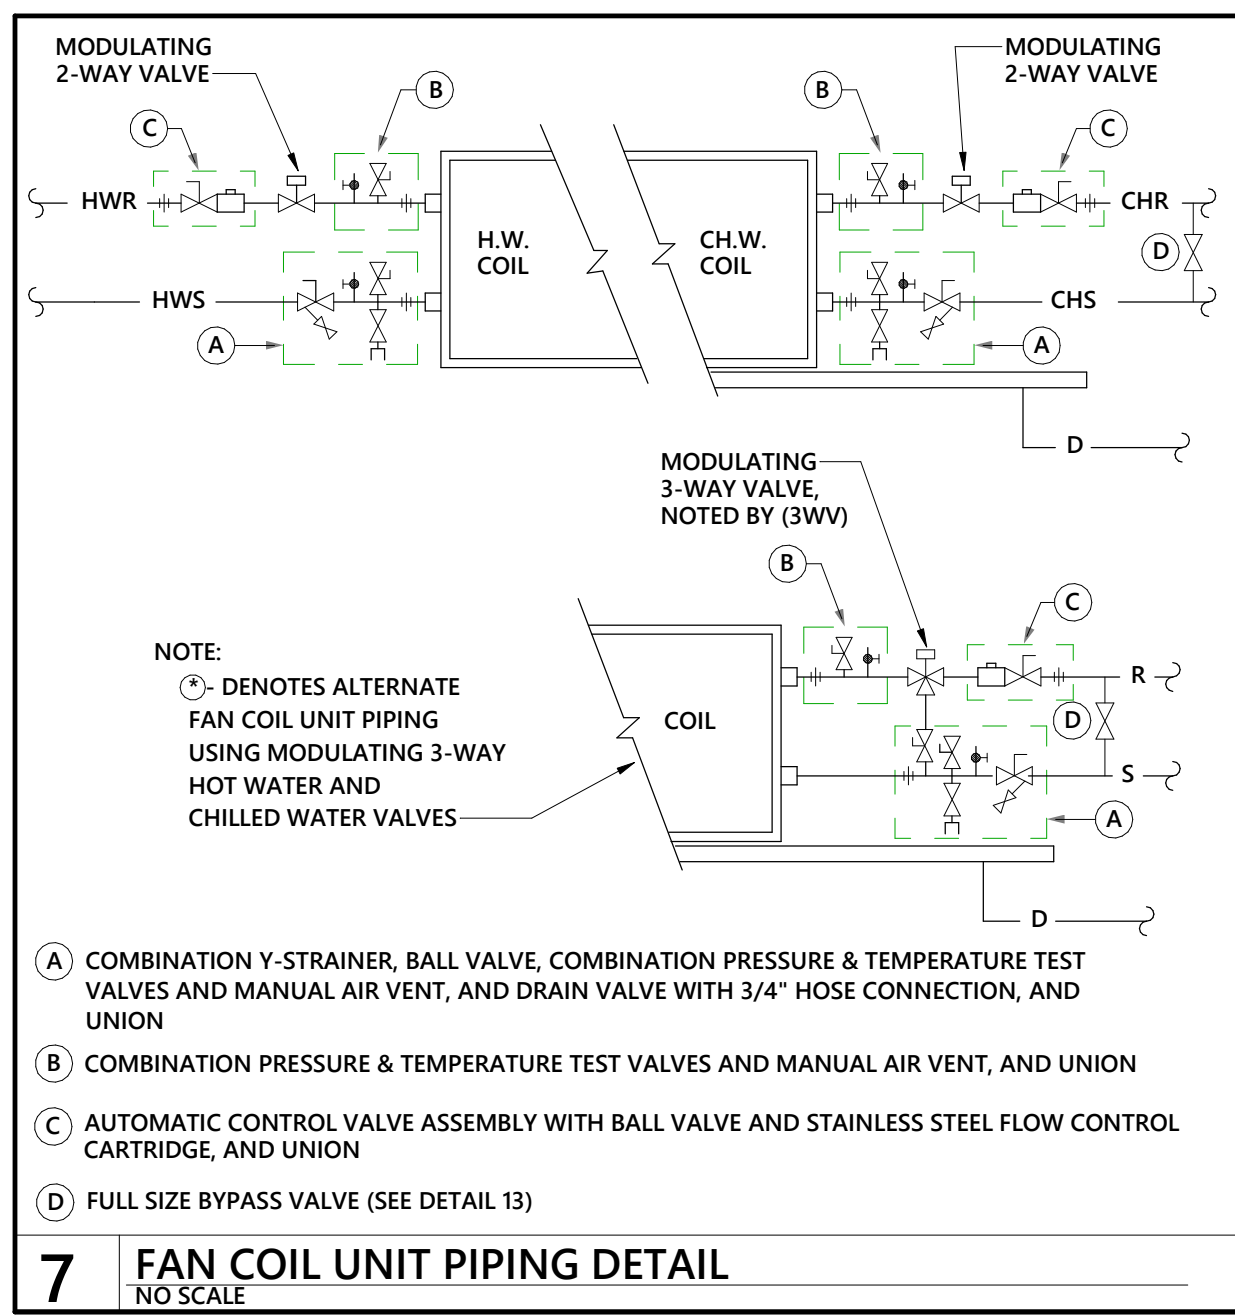 MODULATING
2-WAY VALVE
B
C
HWR
HWS
A
H.W.
COIL
CH.W.
COIL
MODULATING
2-WAY VALVE
B
C
CHR
D
CHS
A
D
MODULATING
3-WAY VALVE,
NOTED BY (3WV)
B
C
NOTE:
*- DENOTES ALTERNATE
FAN COIL UNIT PIPING
USING MODULATING 3-WAY
HOT WATER AND
CHILLED WATER VALVES
COIL
R
D
S
A
D
A COMBINATION Y-STRAINER, BALL VALVE, COMBINATION PRESSURE & TEMPERATURE TEST
VALVES AND MANUAL AIR VENT, AND DRAIN VALVE WITH 3/4" HOSE CONNECTION, AND
UNION
B COMBINATION PRESSURE & TEMPERATURE TEST VALVES AND MANUAL AIR VENT, AND UNION
C AUTOMATIC CONTROL VALVE ASSEMBLY WITH BALL VALVE AND STAINLESS STEEL FLOW CONTROL
CARTRIDGE, AND UNION
D FULL SIZE BYPASS VALVE (SEE DETAIL 13)
7 FAN COIL UNIT PIPING DETAIL
NO SCALE